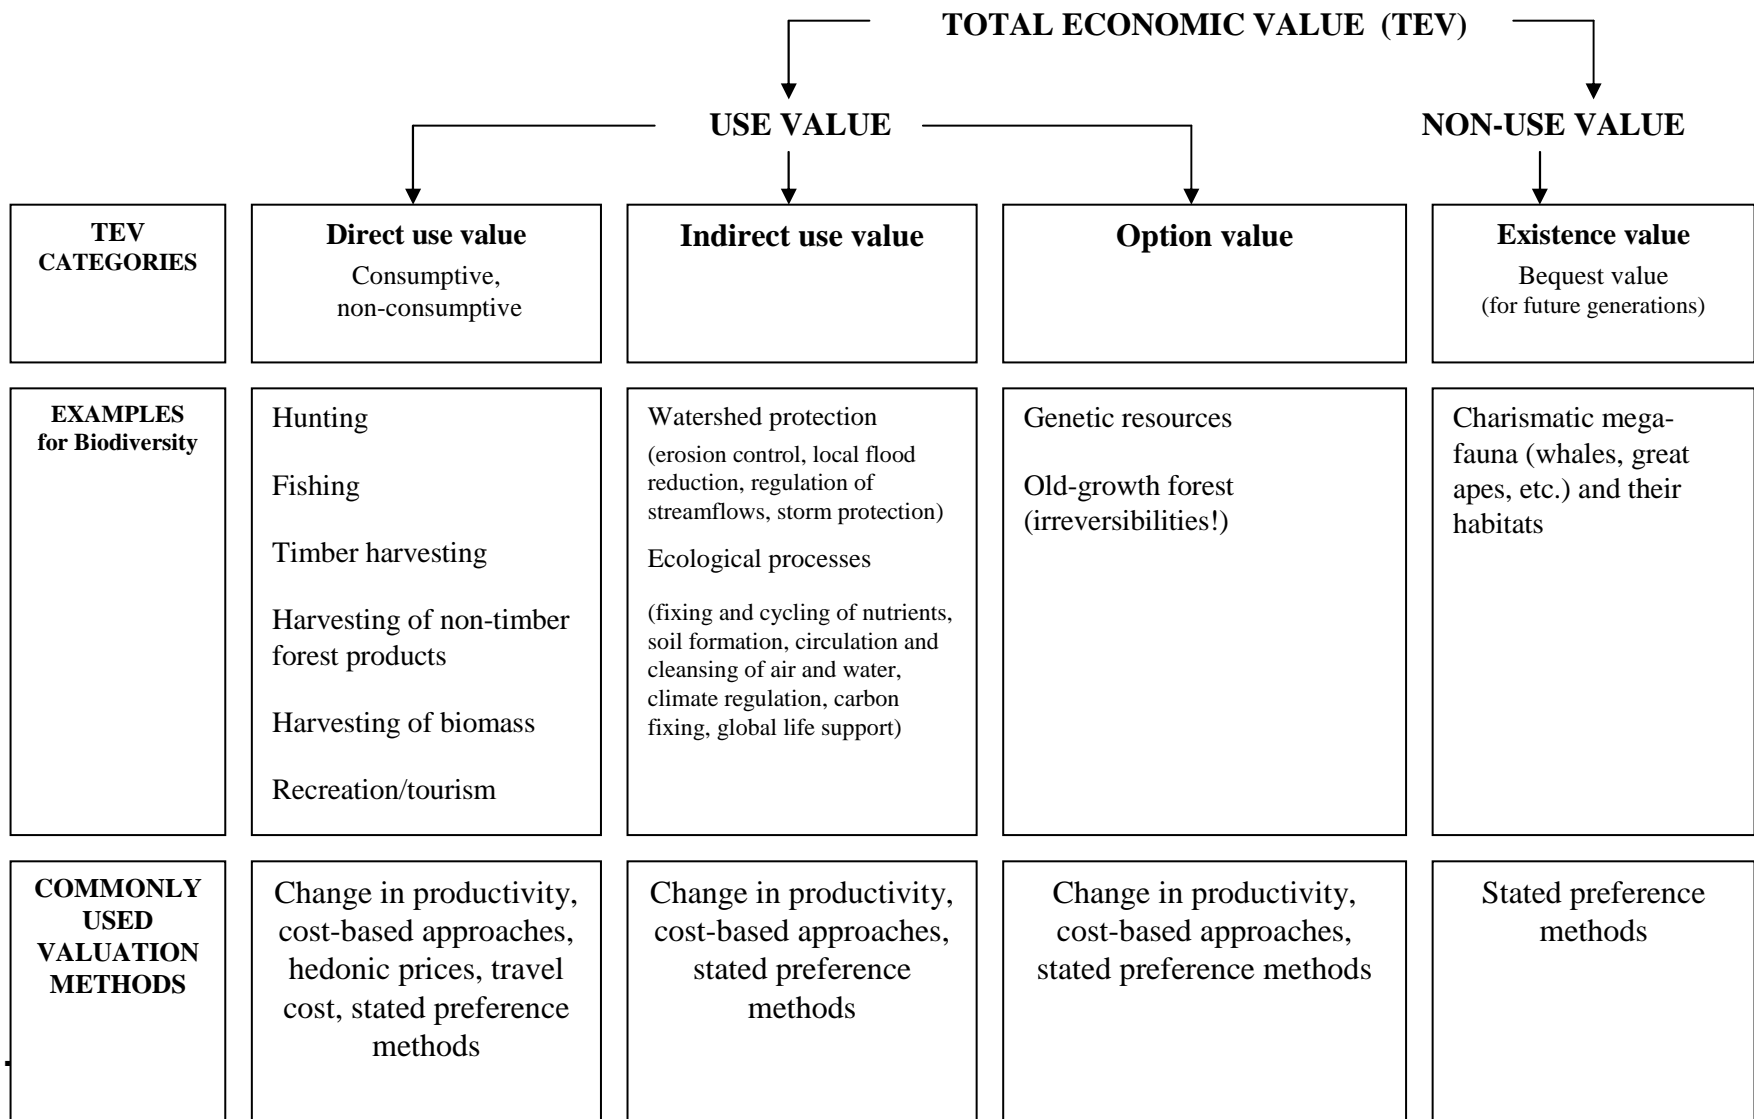 TOTAL ECONOMIC VALUE (TEV)
USE VALUE
NON-USE VALUE
TEV
CATEGORIES
Direct use value
Consumptive,
non-consumptive
Indirect use value
Option value
Existence value
Bequest value
(for future generations)
EXAMPLES
for Biodiversity
Hunting
Fishing
Timber harvesting
Harvesting of non-timber
forest products
Harvesting of biomass
Recreation/tourism
Watershed protection
(erosion control, local flood
reduction, regulation of
streamflows, storm protection)
Ecological processes
(fixing and cycling of nutrients,
soil formation, circulation and
cleansing of air and water,
climate regulation, carbon
fixing, global life support)
Genetic resources
Old-growth forest
(irreversibilities!)
Charismatic mega-
fauna (whales, great
apes, etc.) and their
habitats
COMMONLY
USED
VALUATION
METHODS
Change in productivity,
cost-based approaches,
hedonic prices, travel
cost, stated preference
methods
Change in productivity,
cost-based approaches,
stated preference
methods
Change in productivity,
cost-based approaches,
stated preference methods
Stated preference
methods